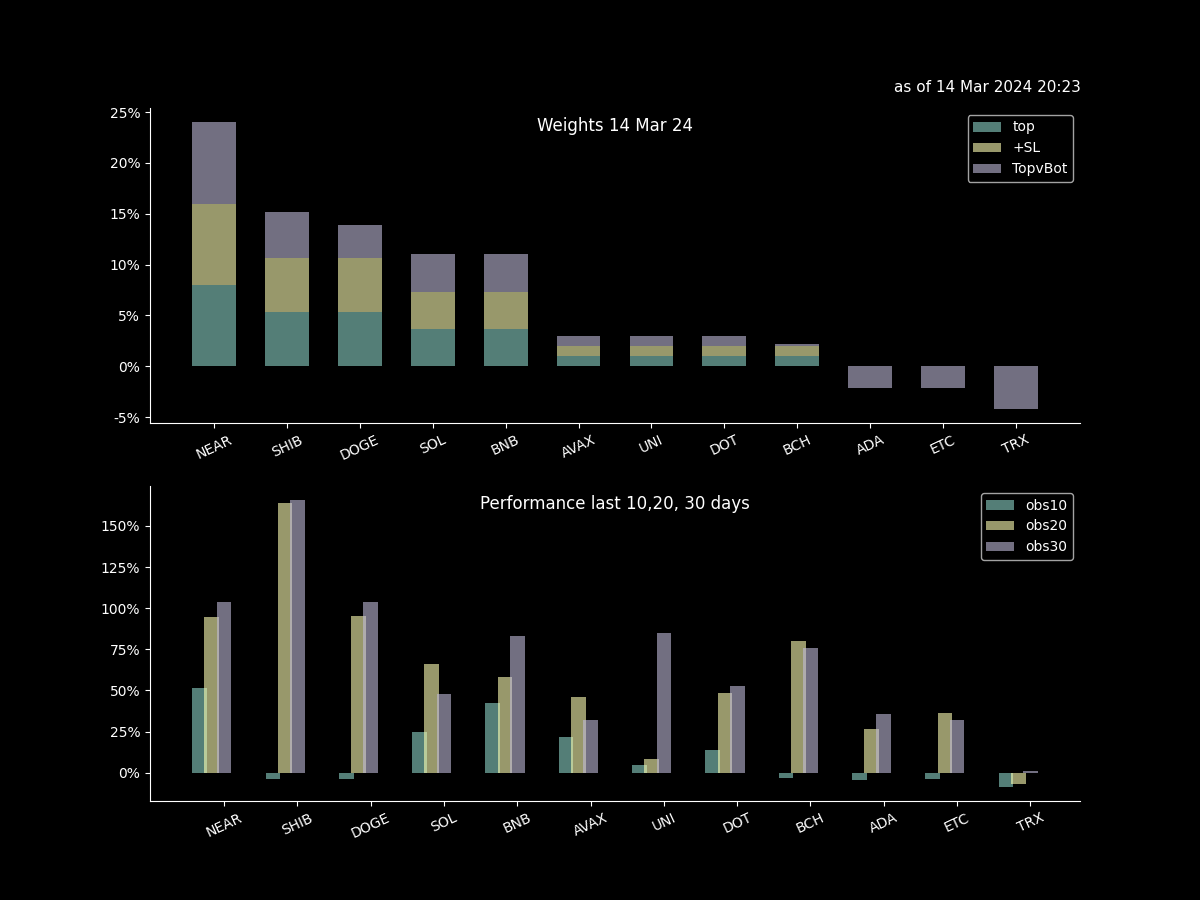 as of 14 Mar 2024 20:23
Weights 14 Mar 24
top
+SL
TopvBot
25%
20%
15%
10%
5%
0%
-5%
NEAR SHIB DOGE SOL BNB AVAX UNI DOT BCH ADA ETC TRX
Performance last 10,20, 30 days
obs10
obs20
obs30
150%
125%
100%
75%
50%
25%
0%
NEAR SHIB DOGE SOL BNB AVAX UNI DOT BCH ADA ETC TRX